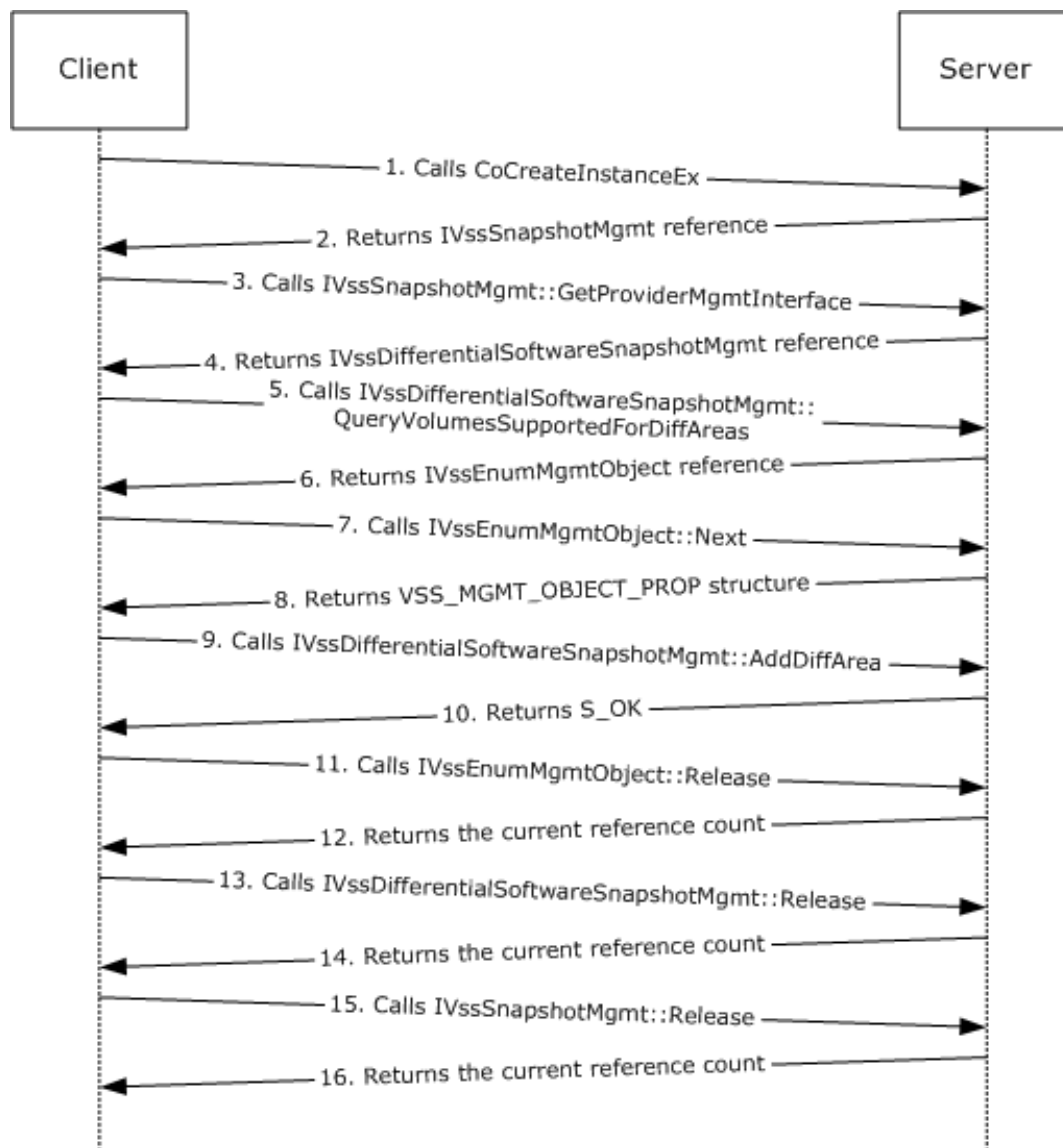 Client
Server
1. Calls CoCreateInstanceEx
2. Returns IVssSnapshotMgmt reference
3. Calls IVssSnapshotMgmt::GetProviderMgmtInterface
4. Returns IVssDifferentialSoftwareSnapshotMgmt reference
5. Calls IVssDifferentialSoftwareSnapshotMgmt::
QueryVolumesSupportedForDiffAreas
6. Returns IVssEnumMgmtObject reference
7. Calls IVssEnumMgmtObject::Next
8. Returns VSS_MGMT_OBJECT_PROP structure
9. Calls IVssDifferentialSoftwareSnapshotMgmt::AddDiffArea
10. Returns S_OK
11. Calls IVssEnumMgmtObject::Release
12. Returns the current reference count
13. Calls IVssDifferentialSoftwareSnapshotMgmt::Release
14. Returns the current reference count
15. Calls IVssSnapshotMgmt::Release
16. Returns the current reference count